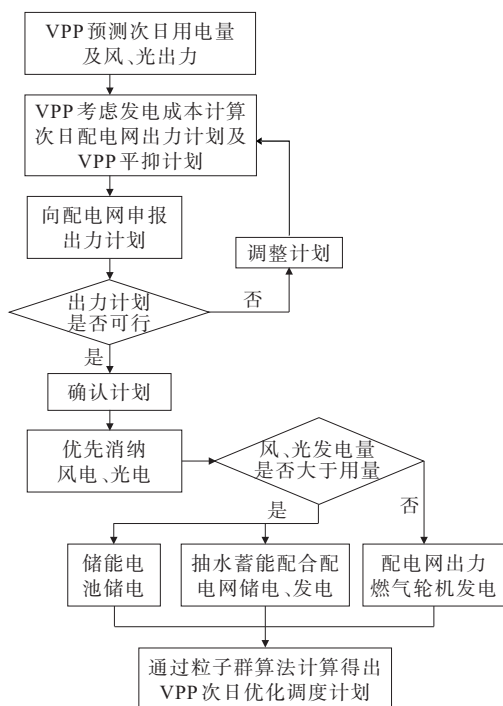 VPP预测次日用电量
及风、光出力
VPP考虑发电成本计算
次日配电网出力计划及
VPP平抑计划
向配电网申报
出力计划
调整计划
出力计划
是否可行
否
是
确认计划
优先消纳
风电、光电
风、光发电量
是否大于用量
是
否
储能电
池储电
抽水蓄能配合配
电网储电、发电
配电网出力
燃气轮机发电
通过粒子群算法计算得出
VPP次日优化调度计划